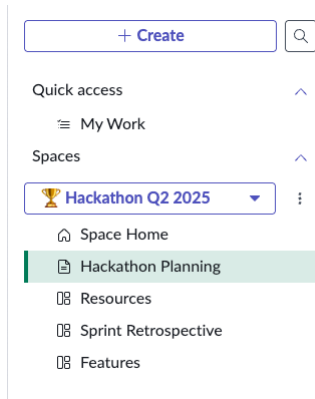 + Create
Quick access
My Work
Spaces
🏆 Hackathon Q2 2025
Space Home
Hackathon Planning
Resources
Sprint Retrospective
Features